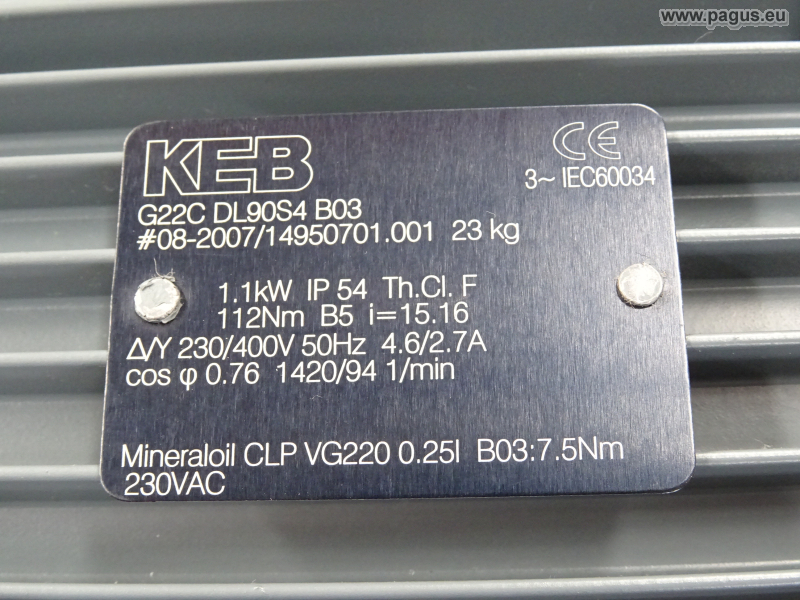 www.pagus.eu
KEB
CE
3~ IEC60034
G22C DL90S4 B03
#08-2007/14950701.001 23 kg
1.1kW IP 54 Th.Cl. F
112Nm B5 i=15.16
Δ/Y 230/400V 50Hz 4.6/2.7A
cos φ 0.76 1420/94 1/min
Mineraloil CLP VG220 0.25l B03:7.5Nm
230VAC